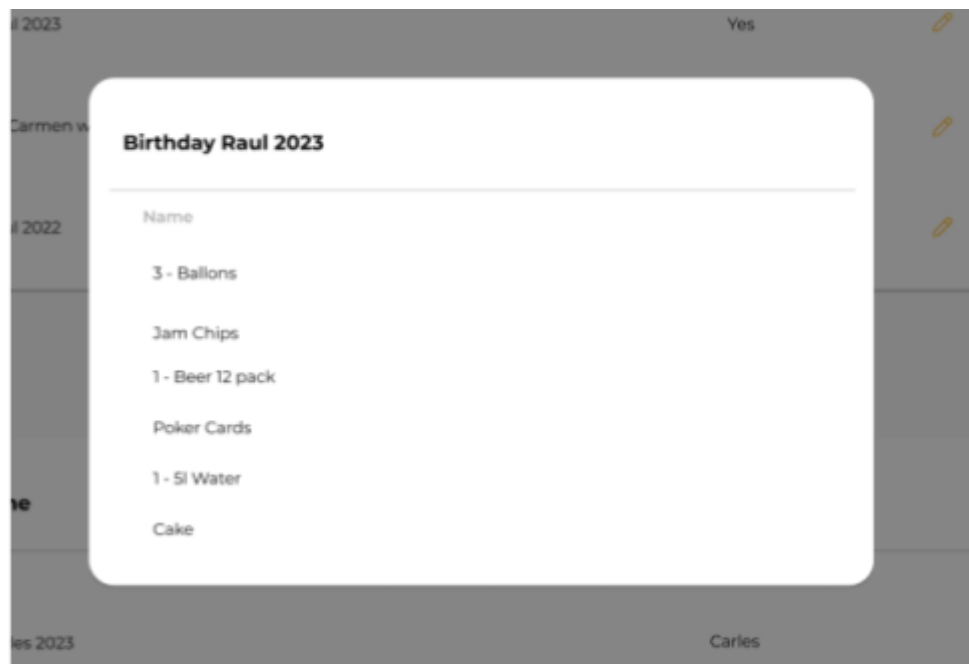 l 2023 Yes
Carmen w
Birthday Raul 2023
Name
l 2022
3 - Ballons
Jam Chips
1 - Beer 12 pack
Poker Cards
1 - 5l Water
ne
Cake
les 2023 Carles